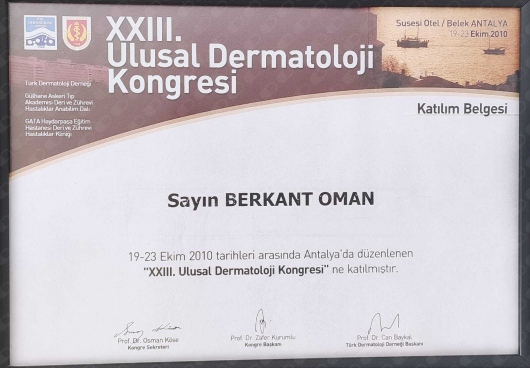 XXIII.
Ulusal Dermatoloji
Kongresi
Susesi Otel / Belek ANTALYA
19-23 Ekim 2010
Türk Dermatoloji Derneği
Gülhane Askeri Tıp
Akademisi Deri ve Zührevi
Hastalıklar Anabilim Dalı
GATA Haydarpaşa Eğitim
Hastanesi Deri ve Zührevi
Hastalıklar Kliniği
Katılım Belgesi
Sayın BERKANT OMAN
19-23 Ekim 2010 tarihleri arasında Antalya'da düzenlenen
"XXIII. Ulusal Dermatoloji Kongresi" ne katılmıştır.
Prof. Dr. Osman Köse
Kongre Sekreteri
Prof. Dr. Zafer Kurumlu
Kongre Başkanı
Prof. Dr. Can Baykal
Türk Dermatoloji Derneği Başkanı